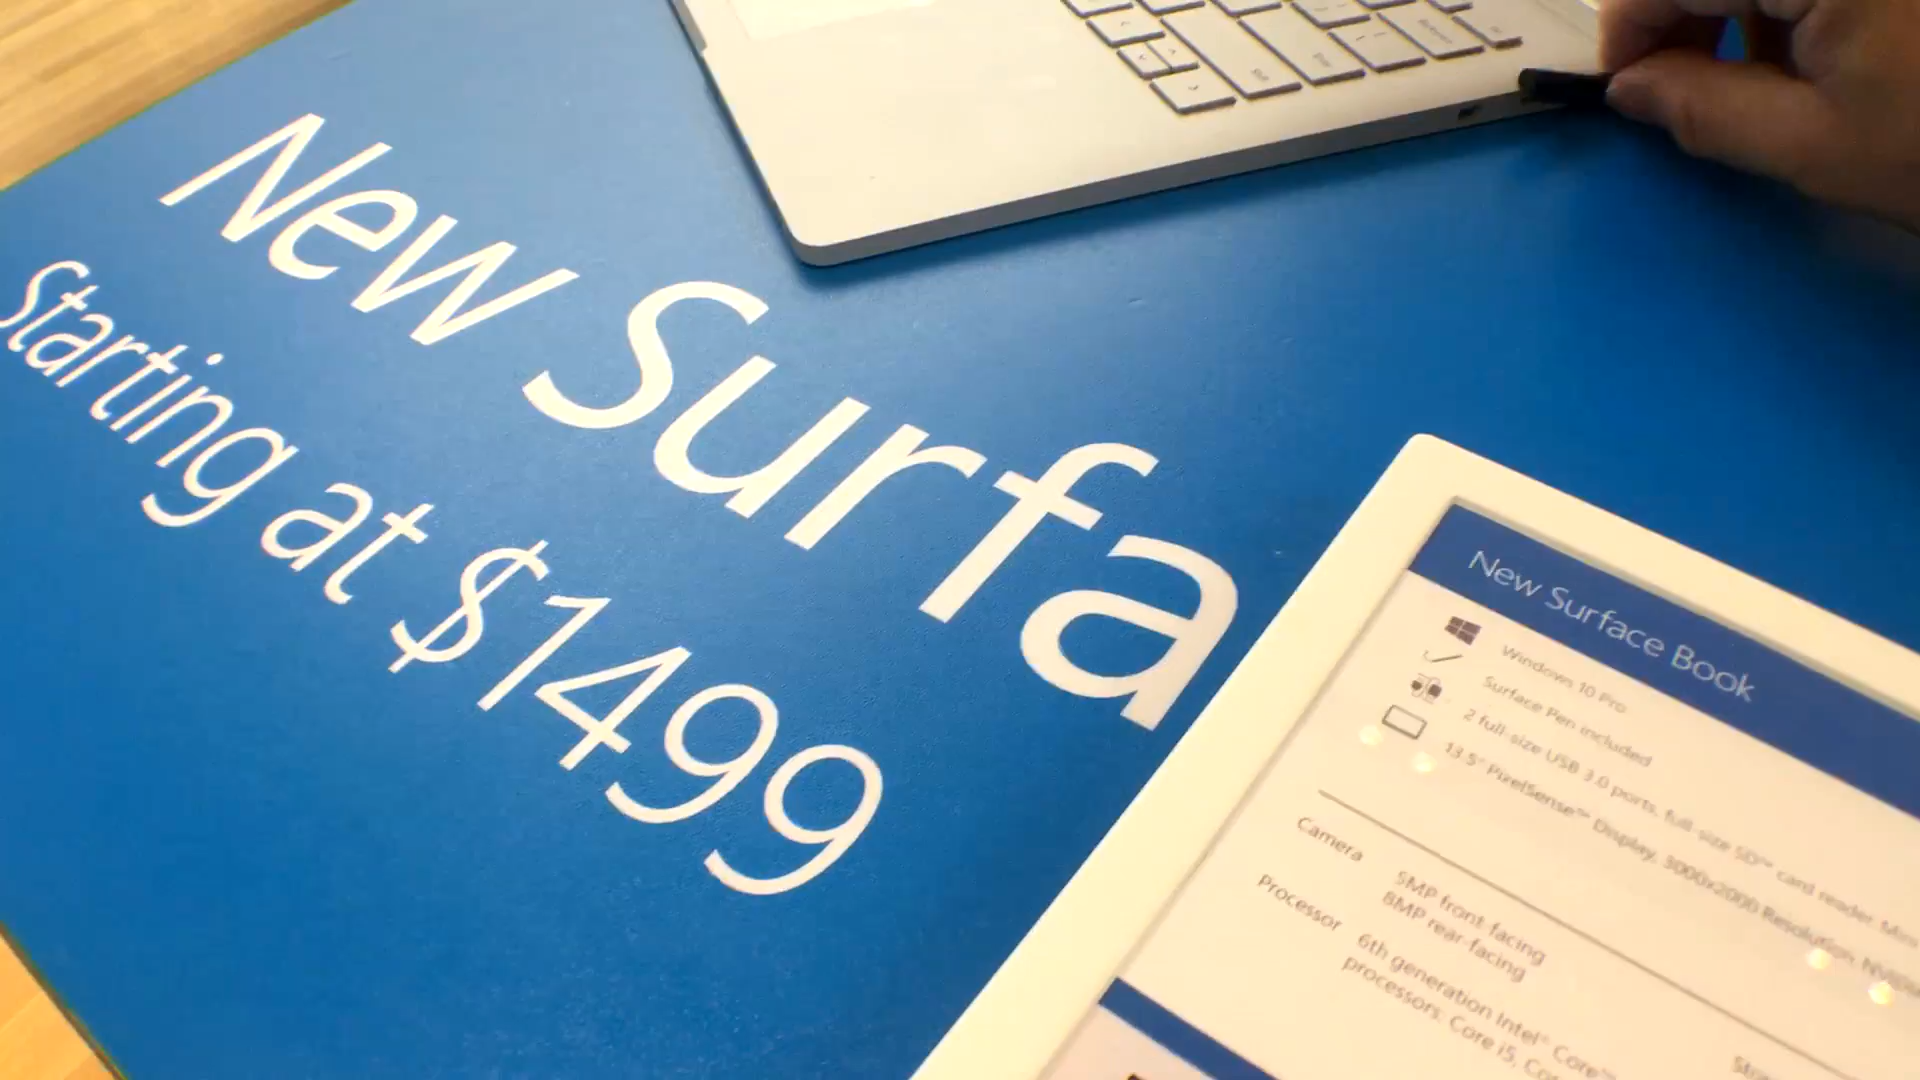 New Surfa
Starting at $1499
New Surface Book
Windows 10 Pro
Surface Pen included
2 full-size USB 3.0 ports, full-size SD™ card reader, Mini
13.5" PixelSense™ Display, 3000x2000 Resolution, NVIDIA
Camera
5MP front facing
8MP rear-facing
Processor
6th generation Intel® Core™
processors: Core i5,